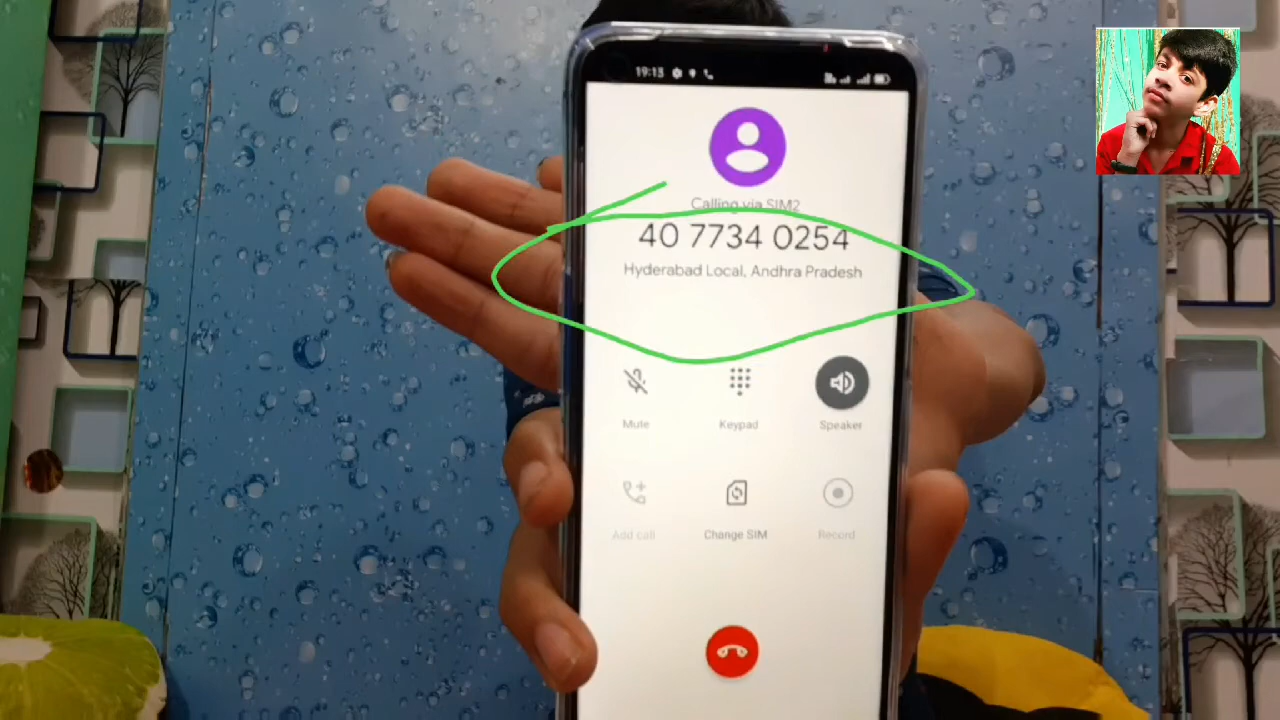 19:13
Calling via SIM2
40 7734 0254
Hyderabad Local, Andhra Pradesh
Mute Keypad Speaker
Add call Change SIM Record